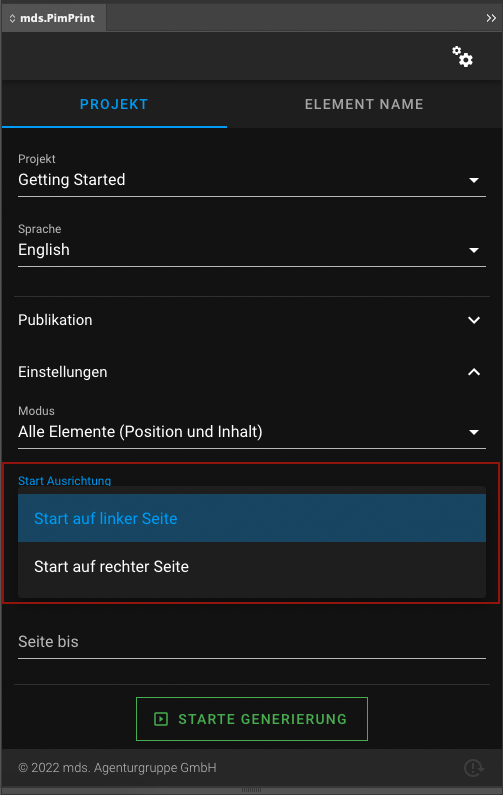 mds.PimPrint
PROJEKT
ELEMENT NAME
Projekt
Getting Started
Sprache
English
Publikation
Einstellungen
Modus
Alle Elemente (Position und Inhalt)
Start Ausrichtung
Start auf linker Seite
Start auf rechter Seite
Seite bis
STARTE GENERIERUNG
© 2022 mds. Agenturgruppe GmbH